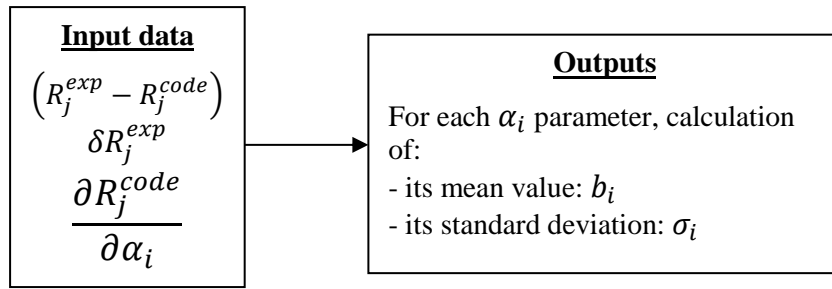 Input data
(R_j^{exp} − R_j^{code})
δR_j^{exp}
∂R_j^{code}
∂α_i
Outputs
For each α_i parameter, calculation
of:
- its mean value: b_i
- its standard deviation: σ_i